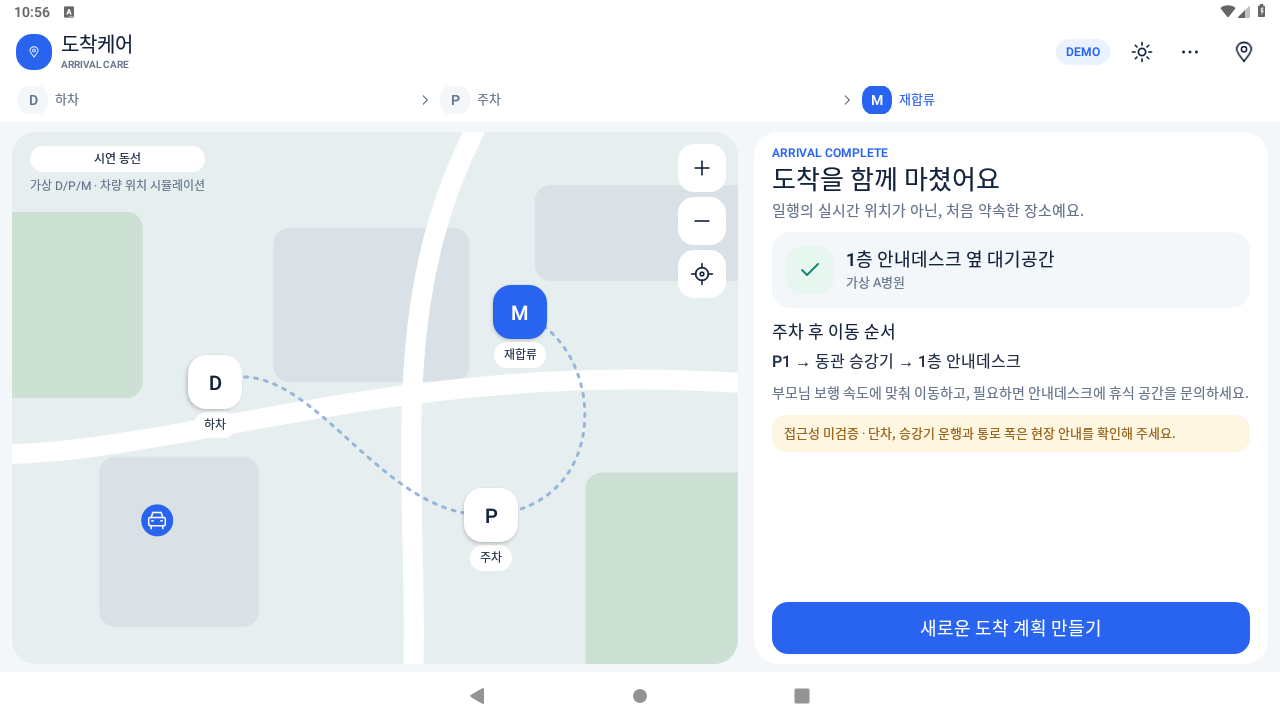 10:56
도착케어
ARRIVAL CARE
DEMO
D 하차
P 주차
M 재합류
시연 동선
가상 D/P/M · 차량 위치 시뮬레이션
M
재합류
D
하차
P
주차
ARRIVAL COMPLETE
도착을 함께 마쳤어요
일행의 실시간 위치가 아닌, 처음 약속한 장소예요.
1층 안내데스크 옆 대기공간
가상 A병원
주차 후 이동 순서
P1 → 동관 승강기 → 1층 안내데스크
부모님 보행 속도에 맞춰 이동하고, 필요하면 안내데스크에 휴식 공간을 문의하세요.
접근성 미검증 · 단차, 승강기 운행과 통로 폭은 현장 안내를 확인해 주세요.
새로운 도착 계획 만들기